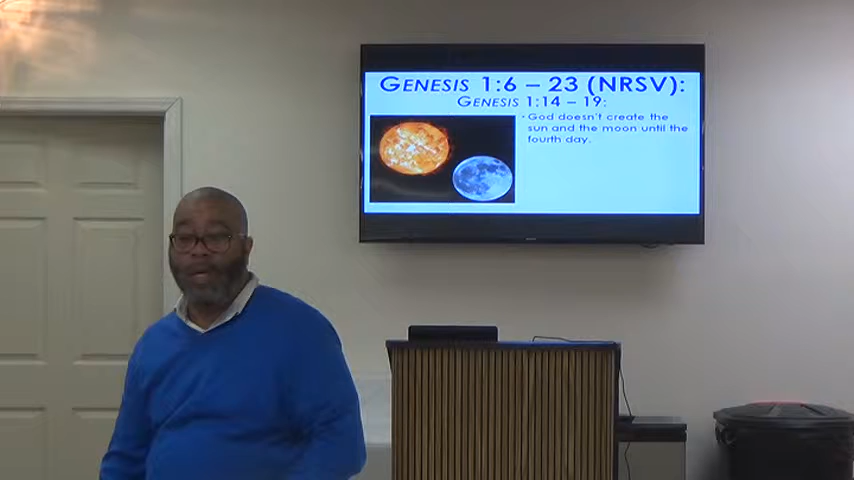 GENESIS 1:6 – 23 (NRSV):
GENESIS 1:14 – 19:
• God doesn't create the
sun and the moon until the
fourth day.